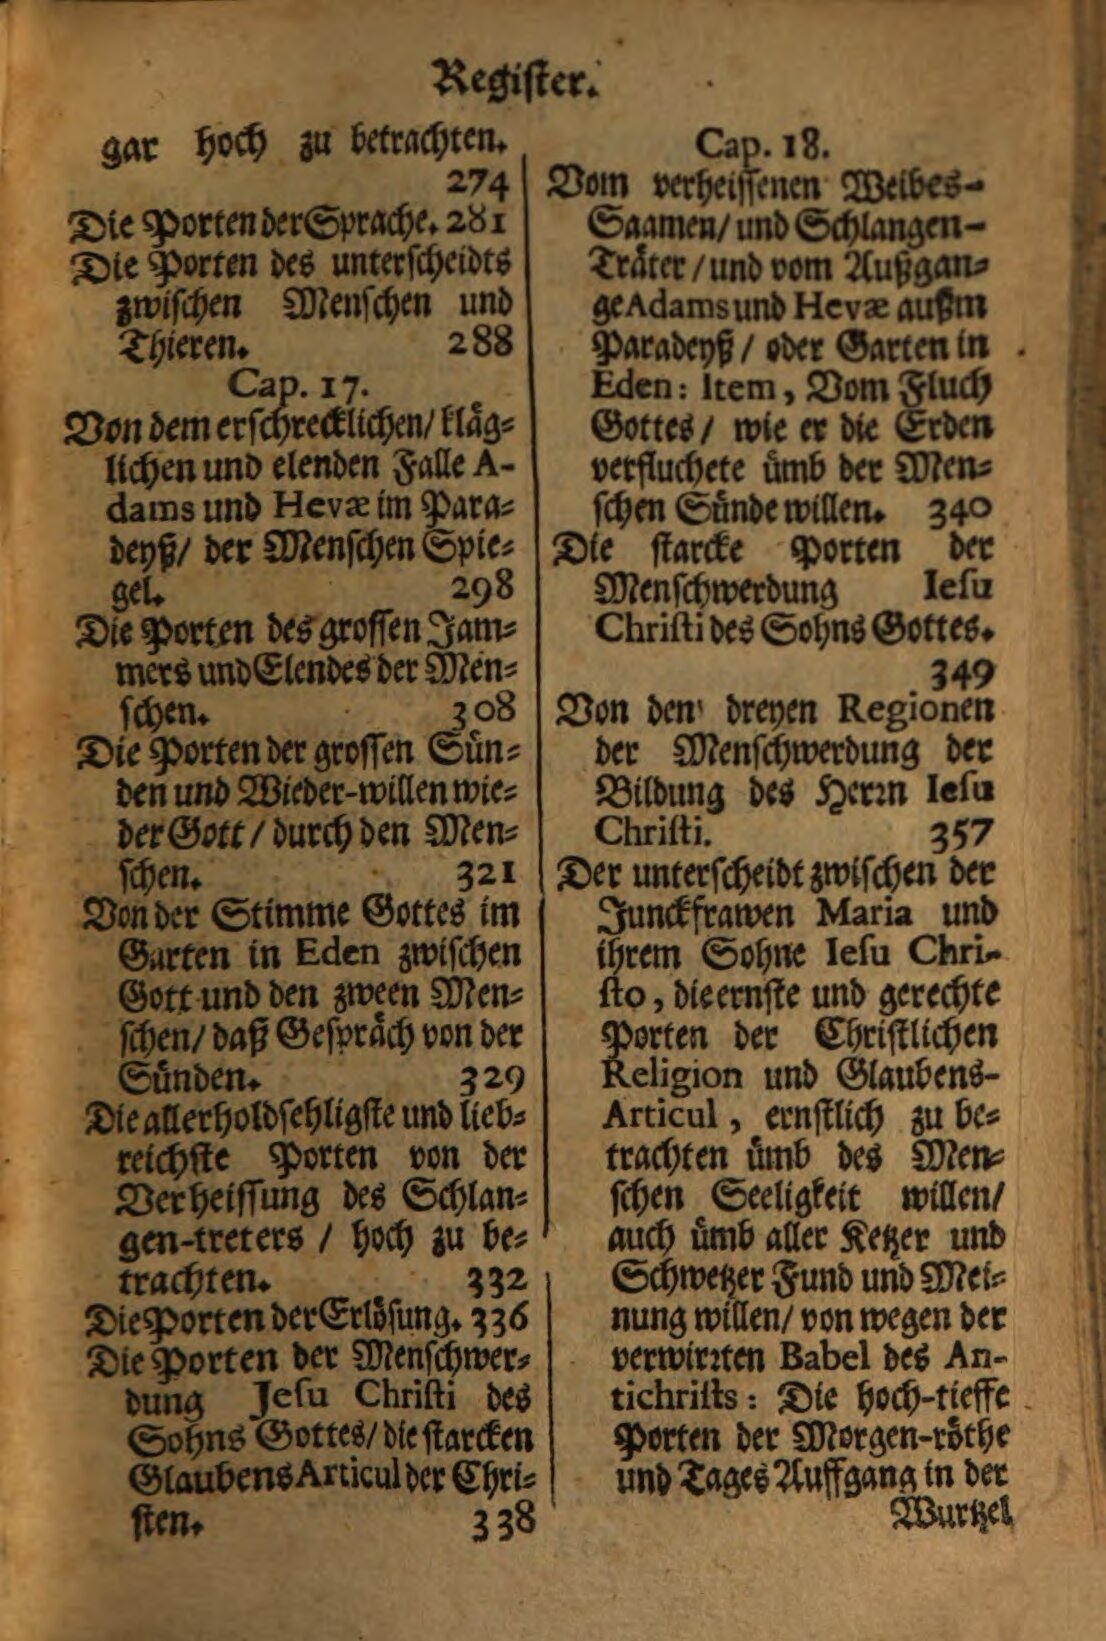 Register.
gar hoch zu betrachten.
274
Die Porten der Sprache. 281
Die Porten des unterscheidts
zwischen Menschen und
Thieren. 288
Cap. 17.
Von dem erschrecklichen/ kläg-
lichen und elenden Falle A-
dams und Hevæ im Para-
deyß/ der Menschen Spie-
gel. 298
Die Porten des grossen Jam-
mers und Elendes der Men-
schen. 308
Die Porten der grossen Sün-
den und Wieder-willen wie-
der Gott/ durch den Men-
schen. 321
Von der Stimme Gottes im
Garten in Eden zwischen
Gott und den zween Men-
schen/ daß Gespräch von der
Sünden. 329
Die allerholdsehligste und lieb-
reichste Porten von der
Verheissung des Schlan-
gen-treters / hoch zu be-
trachten. 332
Die Porten der Erlösung. 336
Die Porten der Menschwer-
dung Jesu Christi des
Sohns Gottes/ die starcken
Glaubens Articul der Chri-
sten. 338
Cap. 18.
Vom verheissenen Weibes-
Saamen/ und Schlangen-
Träter / und vom Außgan-
ge Adams und Hevæ außm
Paradeyß / oder Garten in
Eden: Item, Vom Fluch
Gottes/ wie er die Erden
verfluchete ümb der Men-
schen Sünde willen. 340
Die starcke Porten der
Menschwerdung Iesu
Christi des Sohns Gottes.
349
Von den dreyen Regionen
der Menschwerdung der
Bildung des Herrn Iesu
Christi. 357
Der unterscheidt zwischen der
Junckfrawen Maria und
ihrem Sohne Iesu Chri-
sto, die ernste und gerechte
Porten der Christlichen
Religion und Glaubens-
Articul, ernstlich zu be-
trachten ümb des Men-
schen Seeligkeit willen/
auch ümb aller Ketzer und
Schwetzer Fund und Mei-
nung willen/ von wegen der
verwirrten Babel des An-
tichrists: Die hoch-tieffe
Porten der Morgen-röthe
und Tages Auffgang in der
Wurtzel